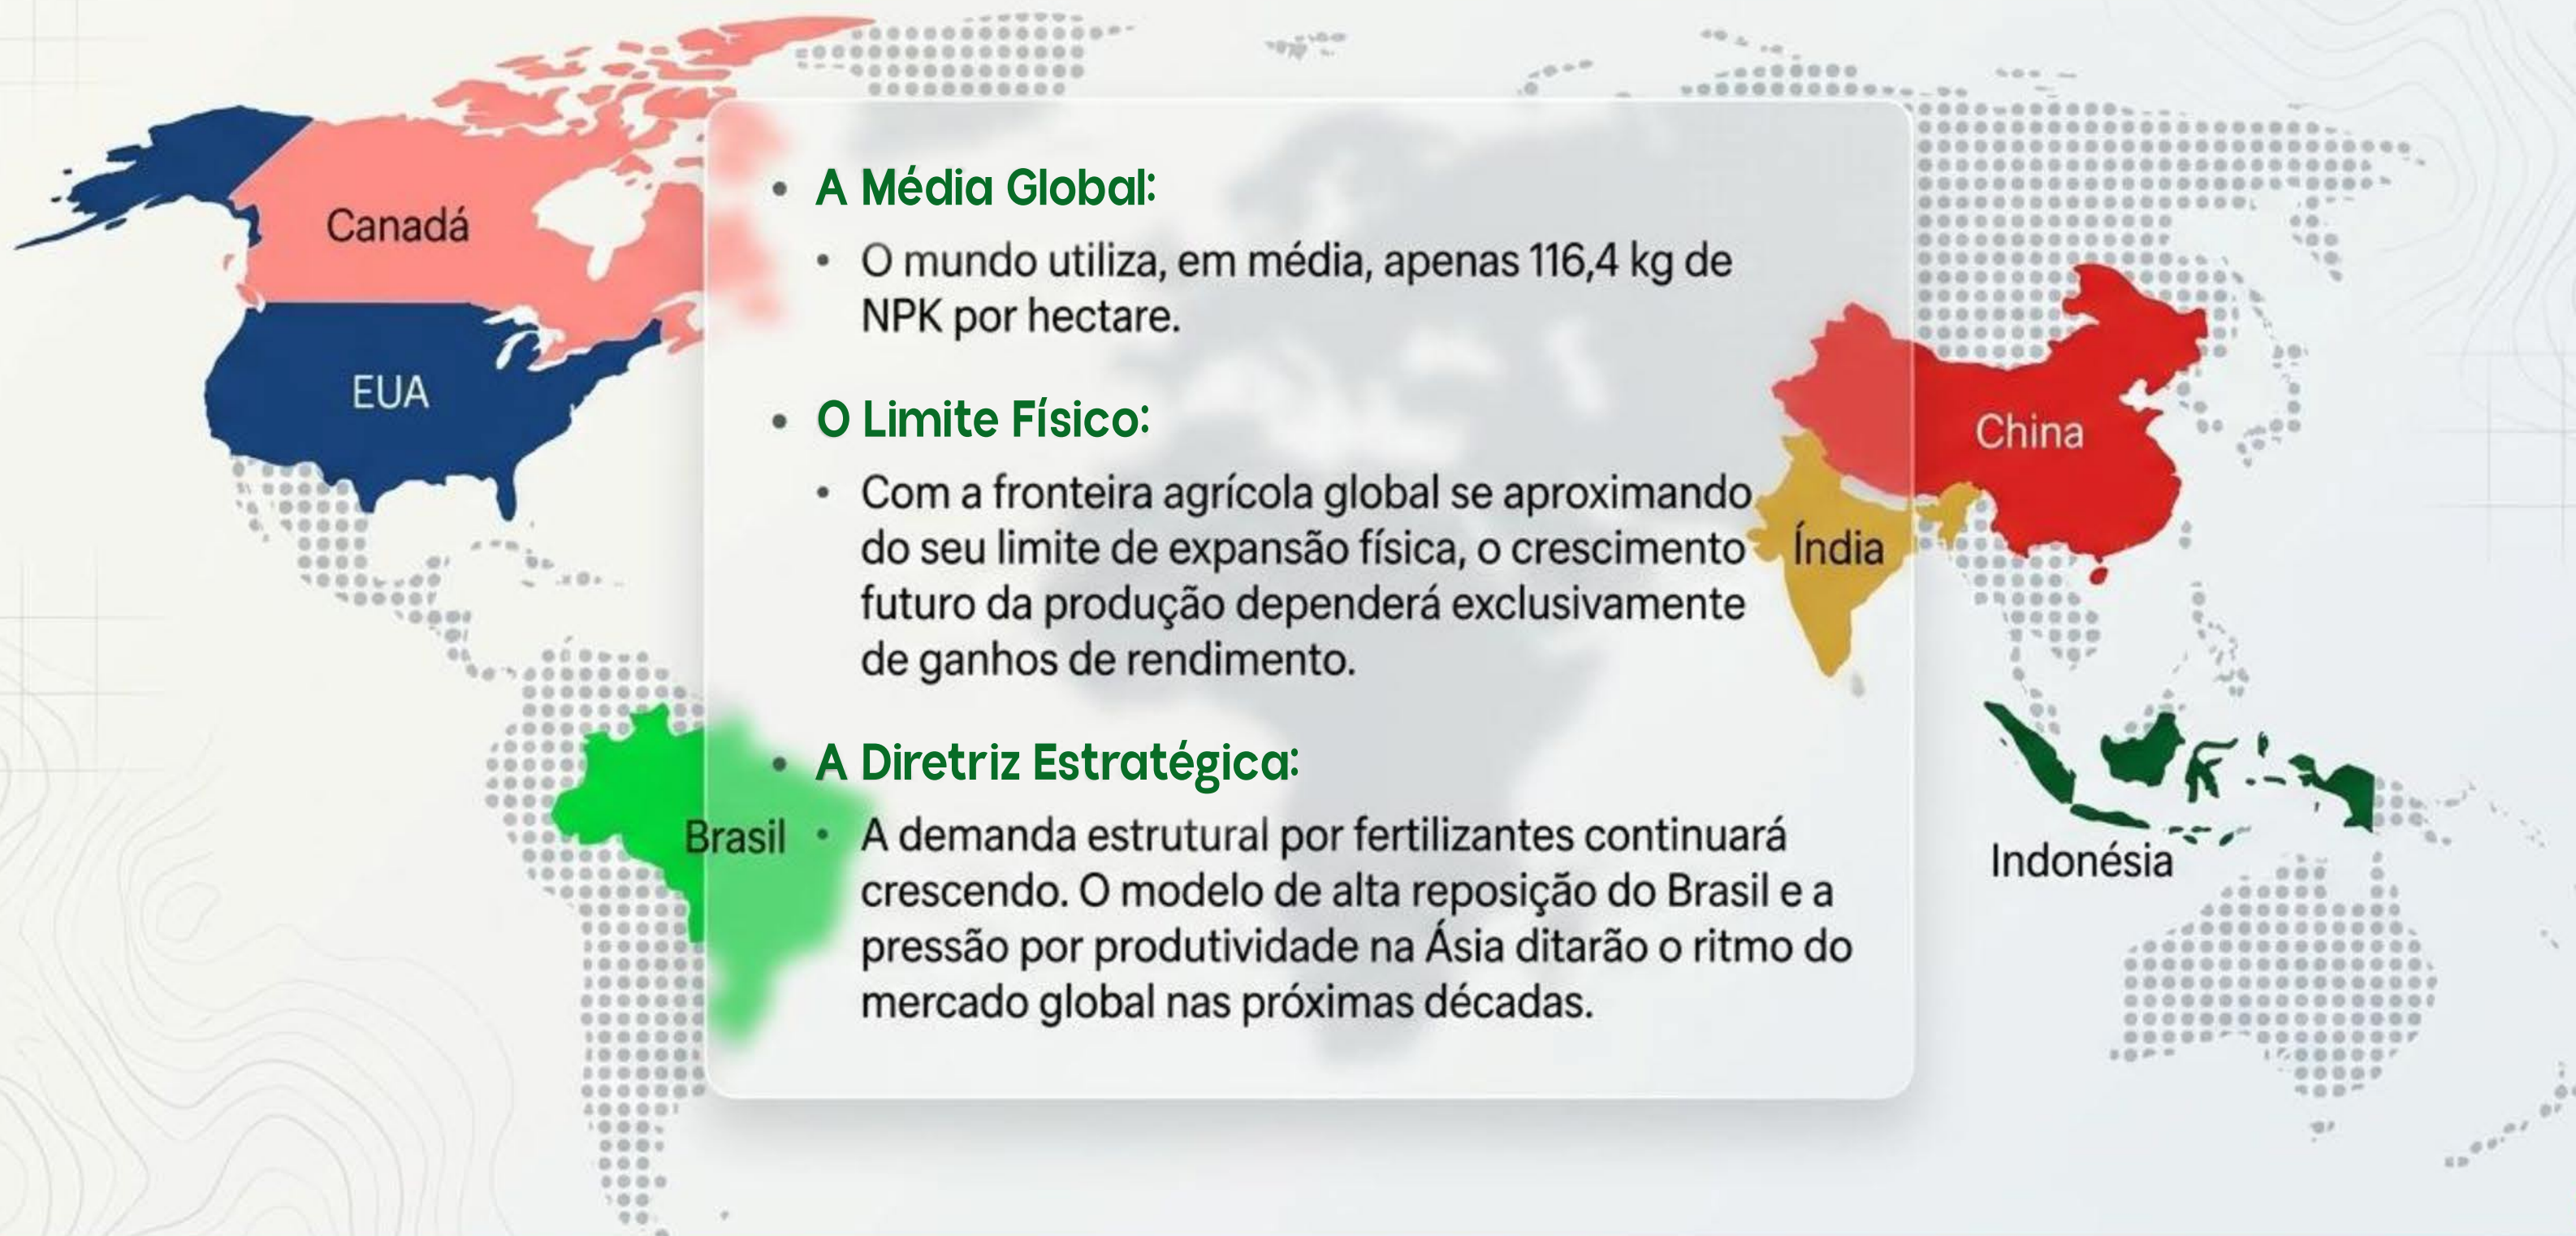 Canadá
EUA
Brasil
• A Média Global:
• O mundo utiliza, em média, apenas 116,4 kg de
NPK por hectare.
• O Limite Físico:
• Com a fronteira agrícola global se aproximando
do seu limite de expansão física, o crescimento
futuro da produção dependerá exclusivamente
de ganhos de rendimento.
• A Diretriz Estratégica:
• A demanda estrutural por fertilizantes continuará
crescendo. O modelo de alta reposição do Brasil e a
pressão por produtividade na Ásia ditarão o ritmo do
mercado global nas próximas décadas.
China
Índia
Indonésia